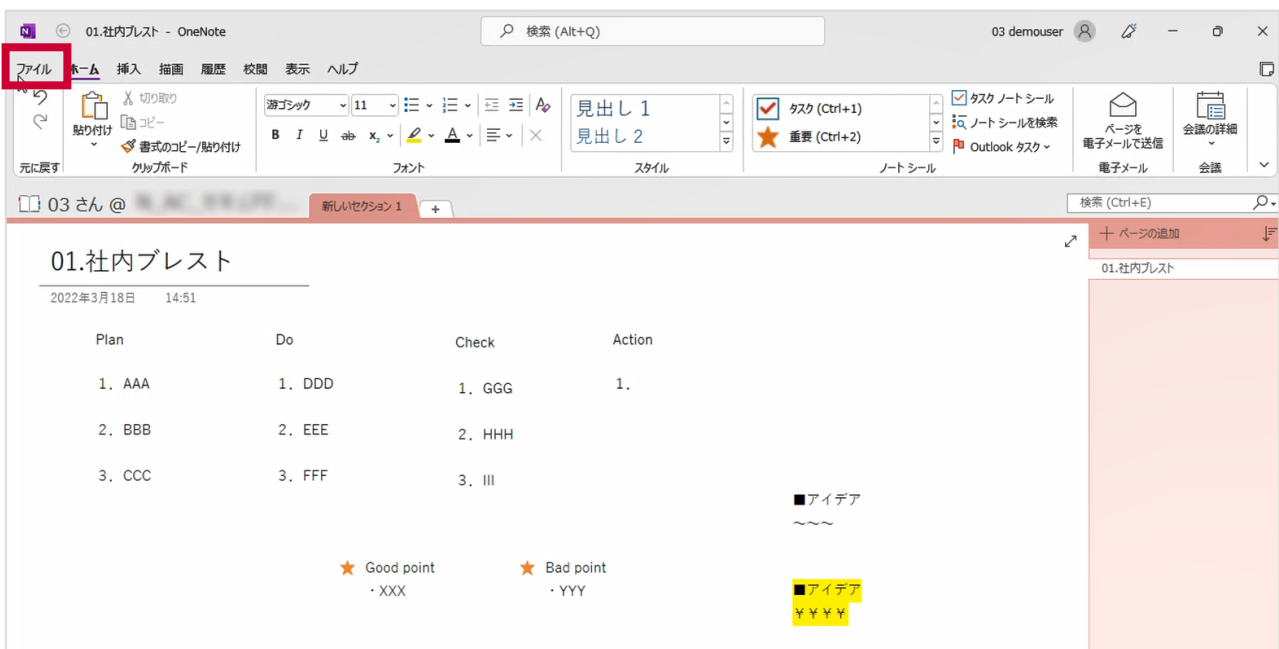 01.社内ブレスト - OneNote
検索 (Alt+Q)
03 demouser
ファイル ホーム 挿入 描画 履歴 校閲 表示 ヘルプ
貼り付け
切り取り
コピー
書式のコピー/貼り付け
游ゴシック 11
B I U ab x₂ A
見出し 1
見出し 2
タスク (Ctrl+1)
重要 (Ctrl+2)
タスク ノート シール
ノート シールを検索
Outlook タスク
ページを
電子メールで送信
会議の詳細
元に戻す クリップボード フォント スタイル ノート シール 電子メール 会議
03 さん @
新しいセクション 1
+
検索 (Ctrl+E)
01.社内ブレスト
2022年3月18日 14:51
ページの追加
01.社内ブレスト
Plan Do Check Action
1. AAA 1. DDD 1. GGG 1.
2. BBB 2. EEE 2. HHH
3. CCC 3. FFF 3. III
■アイデア
～～～
Good point Bad point
・XXX ・YYY
■アイデア
￥￥￥￥